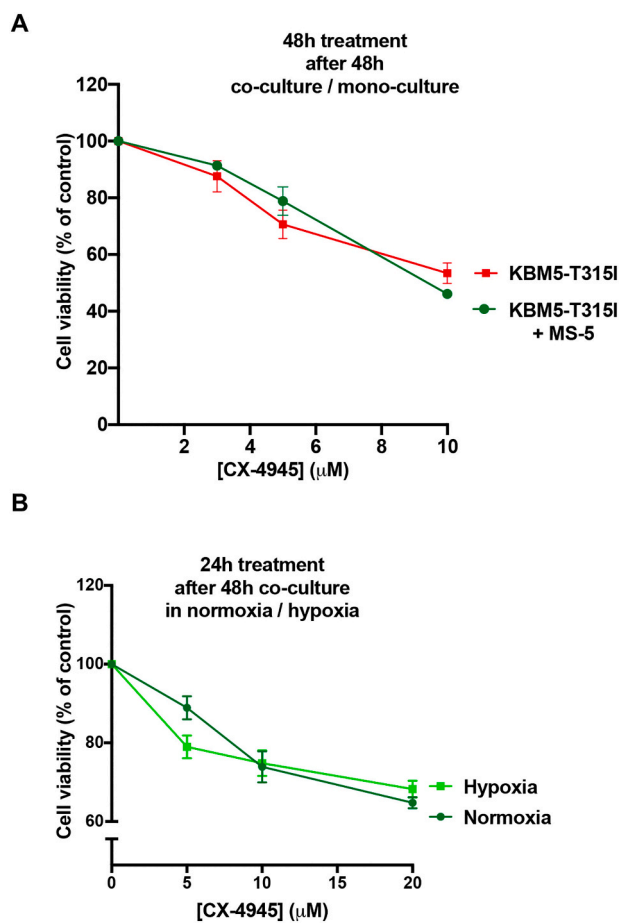 A
48h treatment
after 48h
co-culture / mono-culture
120
100
80
60
40
20
0
Cell viability (% of control)
2 4 6 8 10
[CX-4945] (μM)
KBM5-T315I
KBM5-T315I
+ MS-5
B
24h treatment
after 48h co-culture
in normoxia / hypoxia
120
100
80
60
Cell viability (% of control)
0 5 10 15 20
[CX-4945] (μM)
Hypoxia
Normoxia